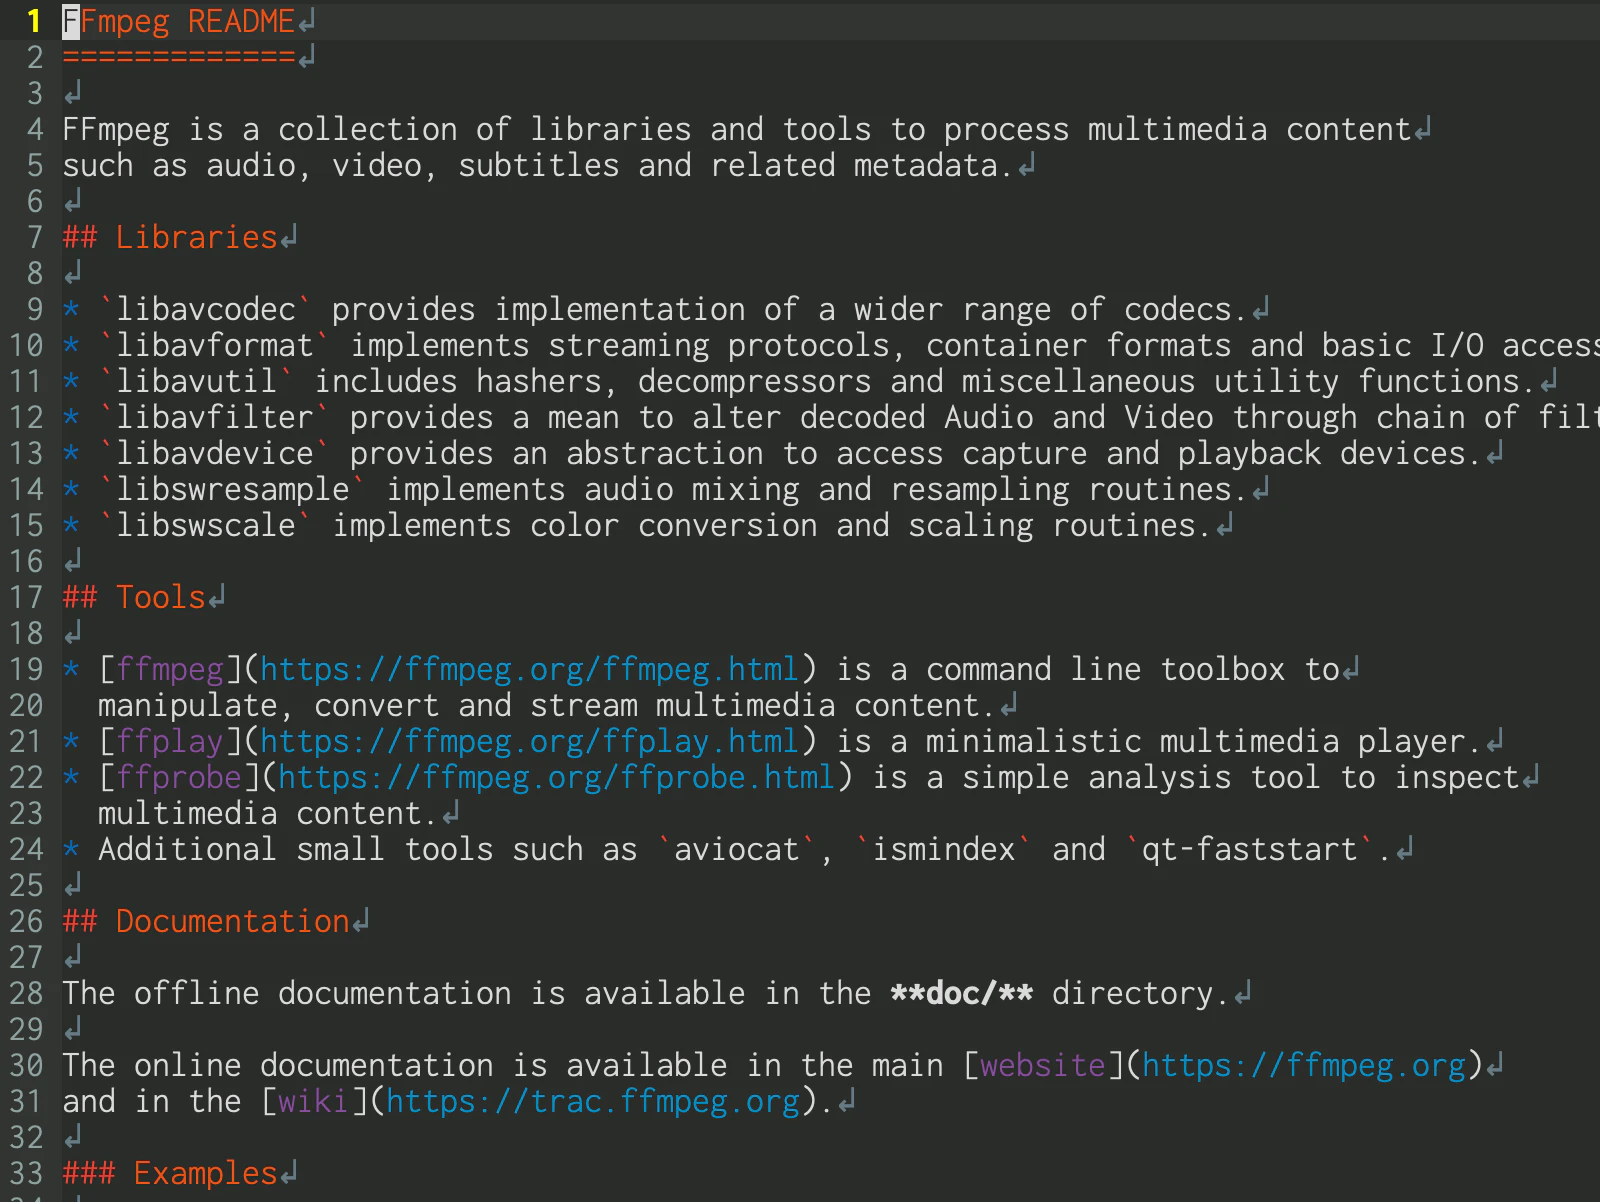 1 FFmpeg README↲
2 =============↲
3 ↲
4 FFmpeg is a collection of libraries and tools to process multimedia content↲
5 such as audio, video, subtitles and related metadata.↲
6 ↲
7 ## Libraries↲
8 ↲
9 * `libavcodec` provides implementation of a wider range of codecs.↲
10 * `libavformat` implements streaming protocols, container formats and basic I/O access
11 * `libavutil` includes hashers, decompressors and miscellaneous utility functions.↲
12 * `libavfilter` provides a mean to alter decoded Audio and Video through chain of filt
13 * `libavdevice` provides an abstraction to access capture and playback devices.↲
14 * `libswresample` implements audio mixing and resampling routines.↲
15 * `libswscale` implements color conversion and scaling routines.↲
16 ↲
17 ## Tools↲
18 ↲
19 * [ffmpeg](https://ffmpeg.org/ffmpeg.html) is a command line toolbox to↲
20   manipulate, convert and stream multimedia content.↲
21 * [ffplay](https://ffmpeg.org/ffplay.html) is a minimalistic multimedia player.↲
22 * [ffprobe](https://ffmpeg.org/ffprobe.html) is a simple analysis tool to inspect↲
23   multimedia content.↲
24 * Additional small tools such as `aviocat`, `ismindex` and `qt-faststart`.↲
25 ↲
26 ## Documentation↲
27 ↲
28 The offline documentation is available in the **doc/** directory.↲
29 ↲
30 The online documentation is available in the main [website](https://ffmpeg.org)↲
31 and in the [wiki](https://trac.ffmpeg.org).↲
32 ↲
33 ### Examples↲